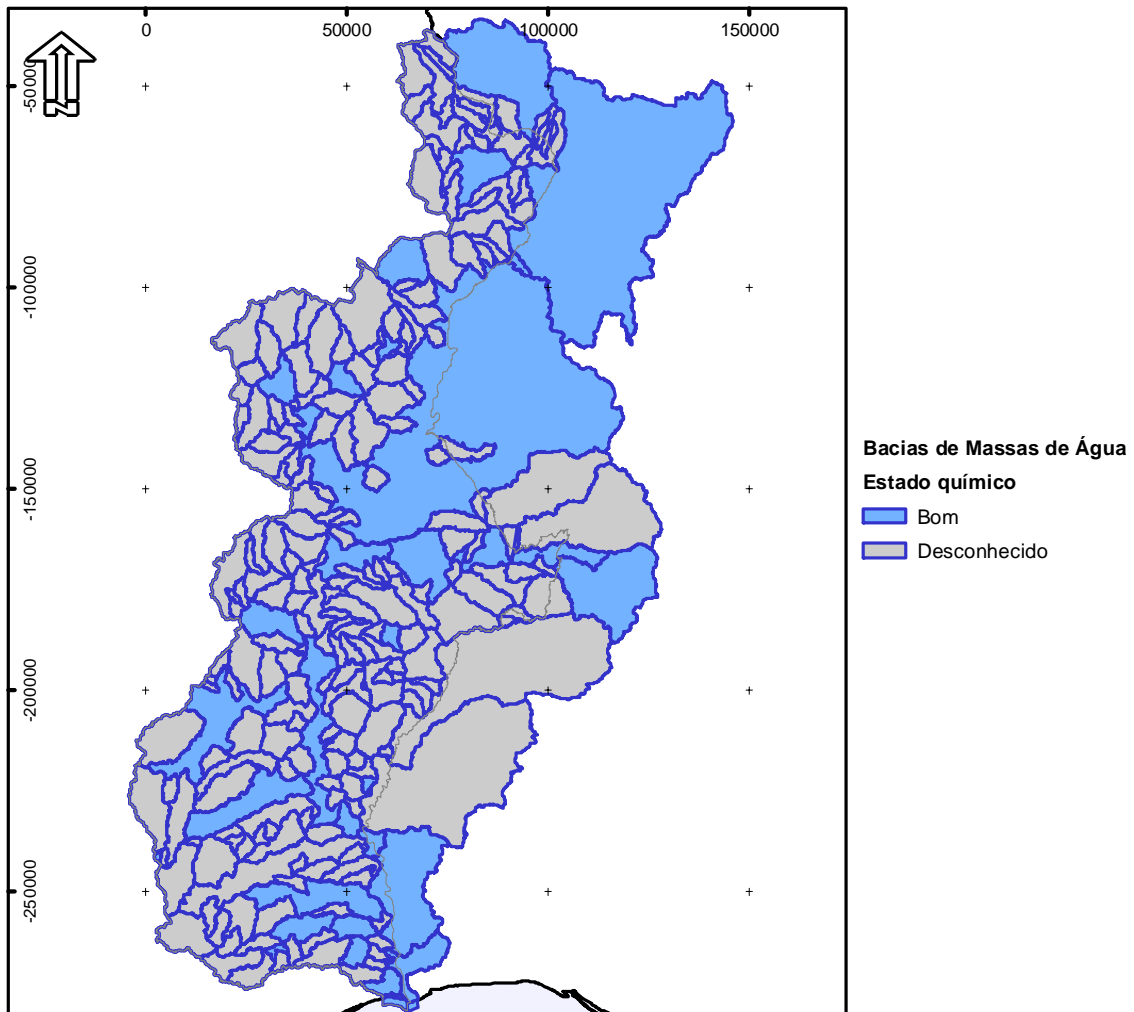 0 50000 100000 150000
-50000
-100000
-150000
-200000
-250000
N
Bacias de Massas de Água
Estado químico
Bom
Desconhecido